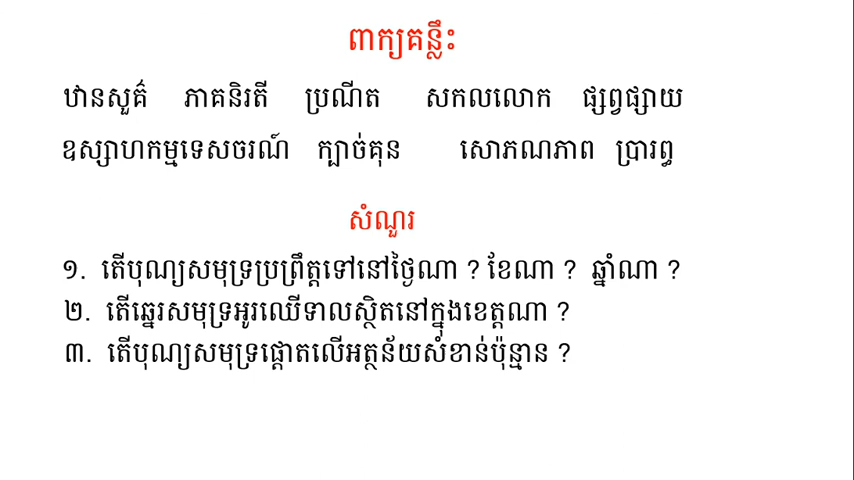 ពាក្យគន្លឹះ
ឋានសួគ៌ ភាគនិរតី ប្រណីត សកលលោក ផ្សព្វផ្សាយ
ឧស្សាហកម្មទេសចរណ៍ ក្បាច់គុន សោភណភាព ប្រារព្ធ
សំណួរ
១. តើបុណ្យសមុទ្រប្រព្រឹត្តទៅនៅថ្ងៃណា ? ខែណា ? ឆ្នាំណា ?
២. តើឆ្នេរសមុទ្រអូរឈើទាលស្ថិតនៅក្នុងខេត្តណា ?
៣. តើបុណ្យសមុទ្រផ្ដោតលើអត្ថន័យសំខាន់ប៉ុន្មាន ?